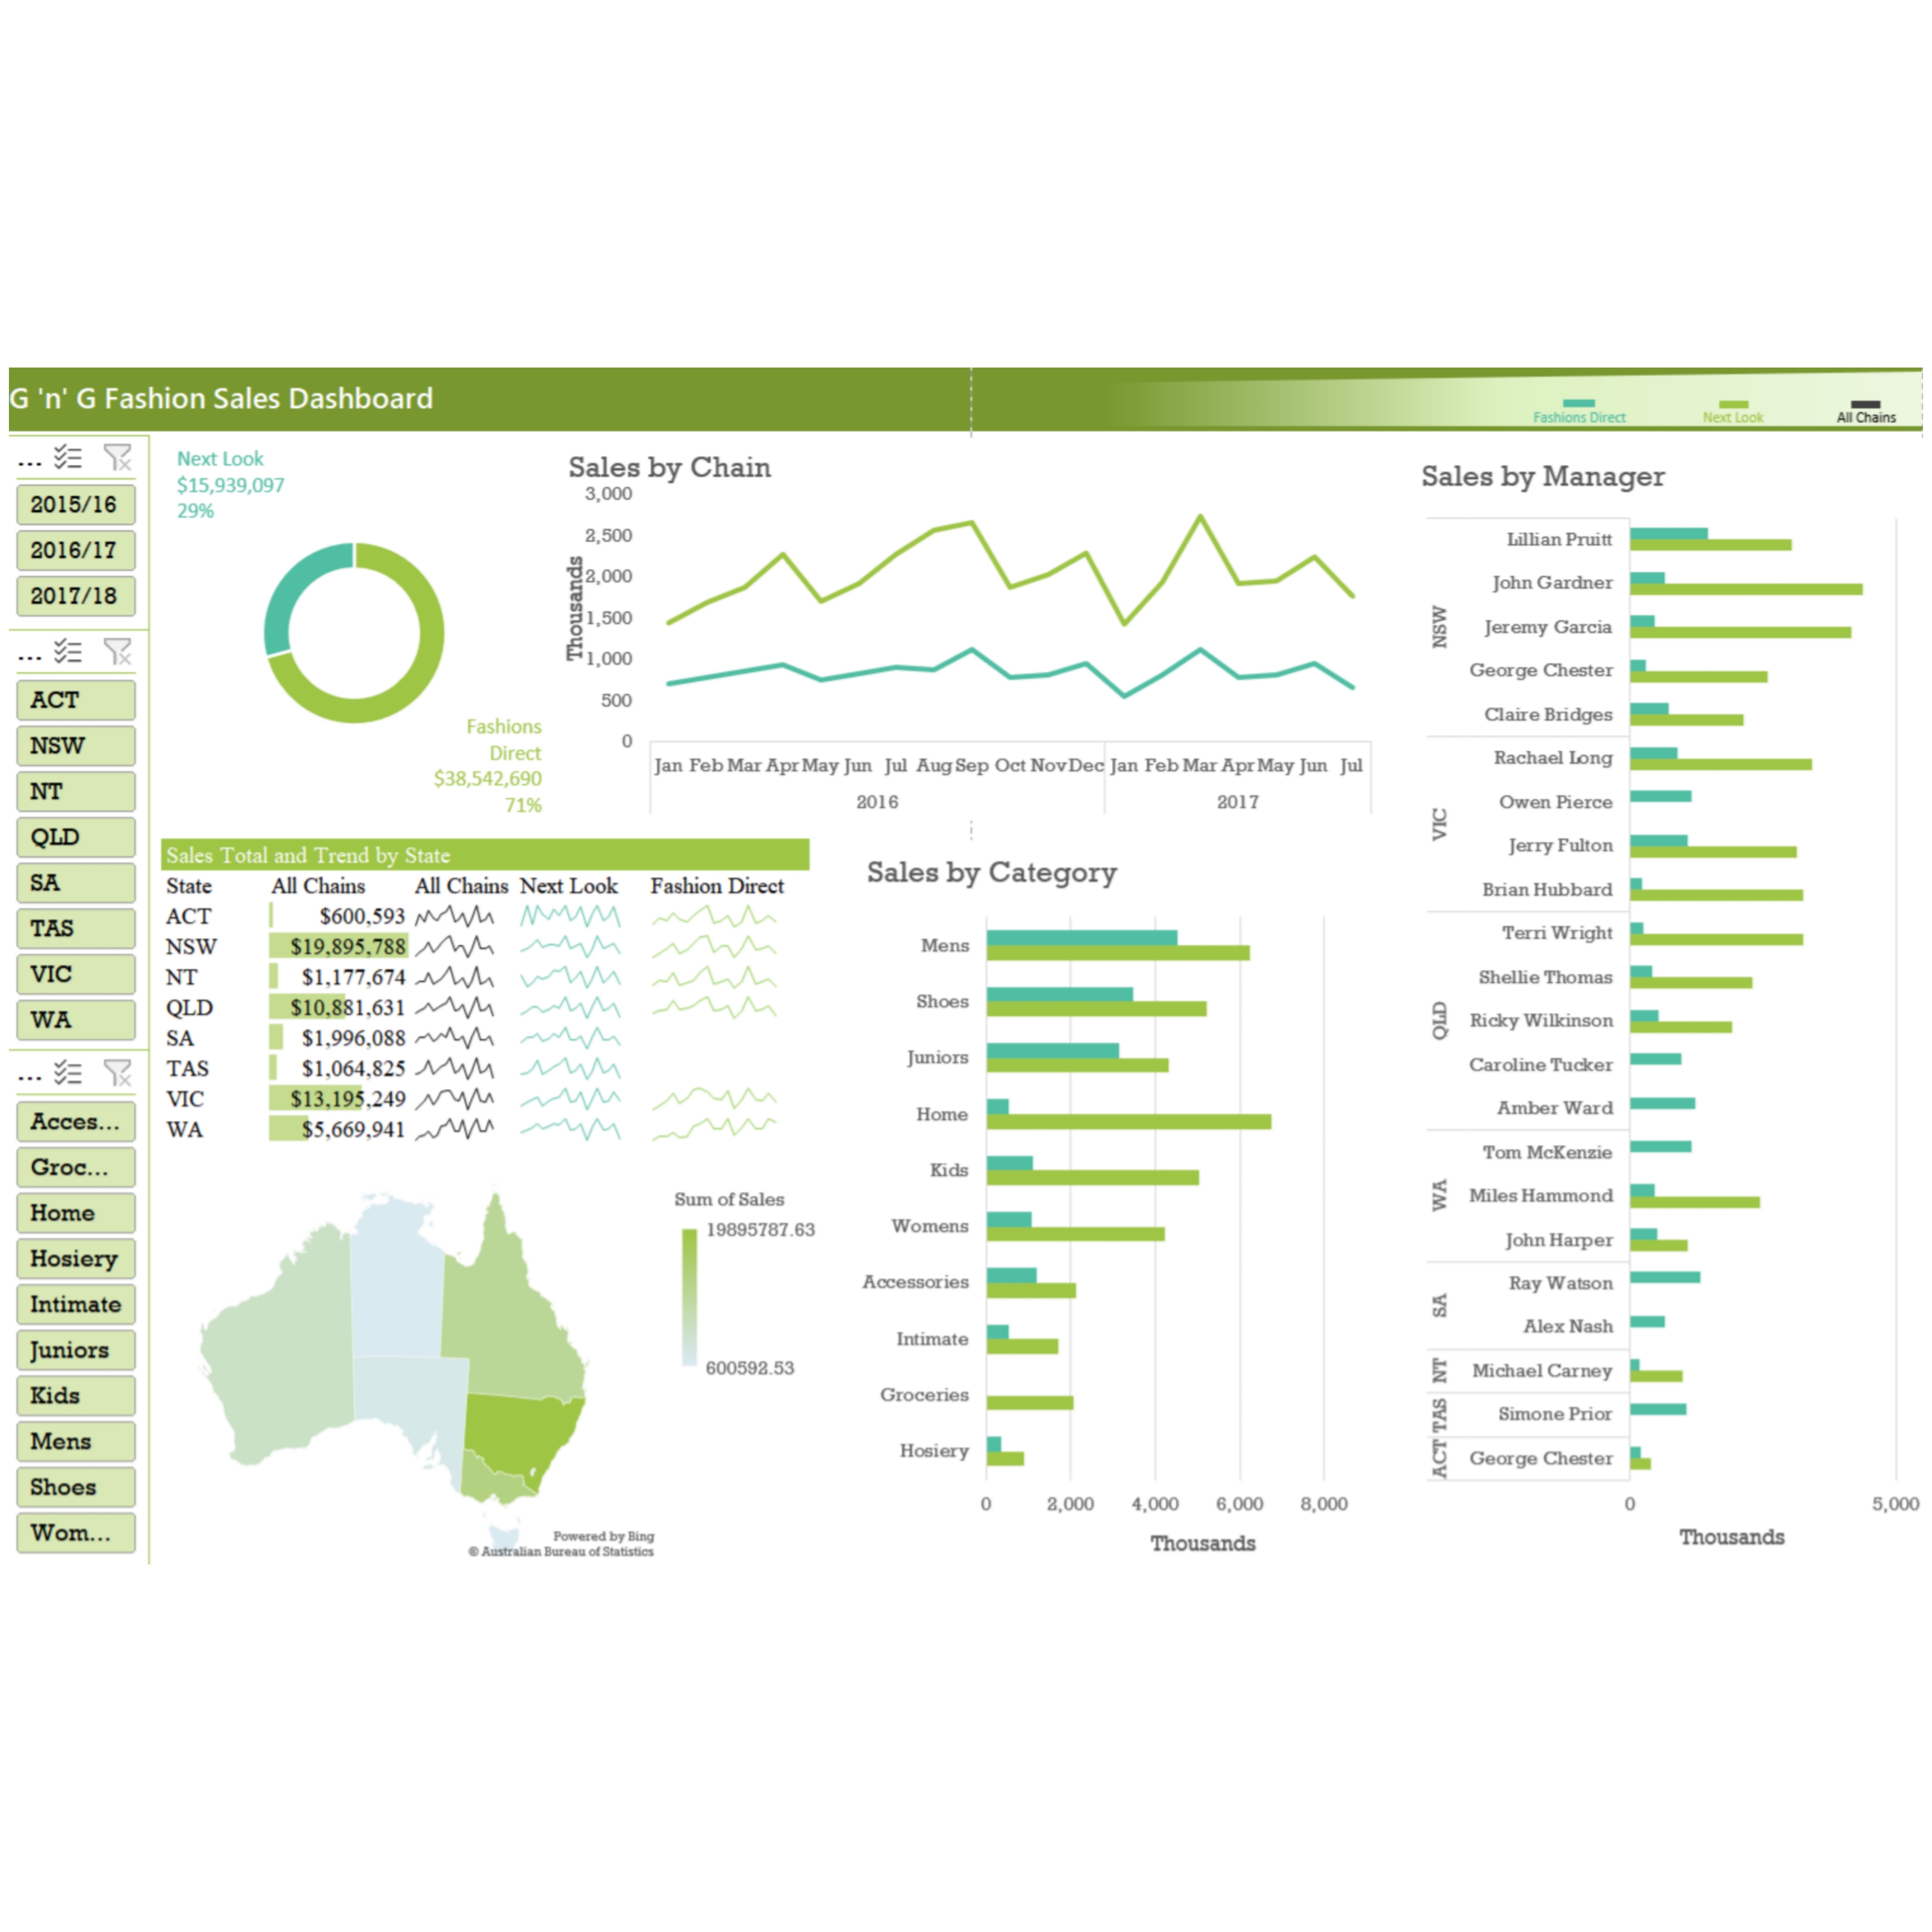 G 'n' G Fashion Sales Dashboard
Fashions Direct
Next Look
All Chains
...
2015/16
2016/17
2017/18
...
ACT
NSW
NT
QLD
SA
TAS
VIC
WA
...
Acces...
Groc...
Home
Hosiery
Intimate
Juniors
Kids
Mens
Shoes
Wom...
Next Look
$15,939,097
29%
Fashions
Direct
$38,542,690
71%
Sales by Chain
Thousands
3,000
2,500
2,000
1,500
1,000
500
0
Jan Feb Mar Apr May Jun Jul Aug Sep Oct Nov Dec Jan Feb Mar Apr May Jun Jul
2016 2017
Sales Total and Trend by State
State All Chains All Chains Next Look Fashion Direct
ACT $600,593
NSW $19,895,788
NT $1,177,674
QLD $10,881,631
SA $1,996,088
TAS $1,064,825
VIC $13,195,249
WA $5,669,941
Sum of Sales
19895787.63
600592.53
Powered by Bing
© Australian Bureau of Statistics
Sales by Category
Mens
Shoes
Juniors
Home
Kids
Womens
Accessories
Intimate
Groceries
Hosiery
0 2,000 4,000 6,000 8,000
Thousands
Sales by Manager
NSW
Lillian Pruitt
John Gardner
Jeremy Garcia
George Chester
Claire Bridges
VIC
Rachael Long
Owen Pierce
Jerry Fulton
Brian Hubbard
QLD
Terri Wright
Shellie Thomas
Ricky Wilkinson
Caroline Tucker
Amber Ward
WA
Tom McKenzie
Miles Hammond
John Harper
SA
Ray Watson
Alex Nash
NT
Michael Carney
TAS
Simone Prior
ACT
George Chester
0 5,000
Thousands